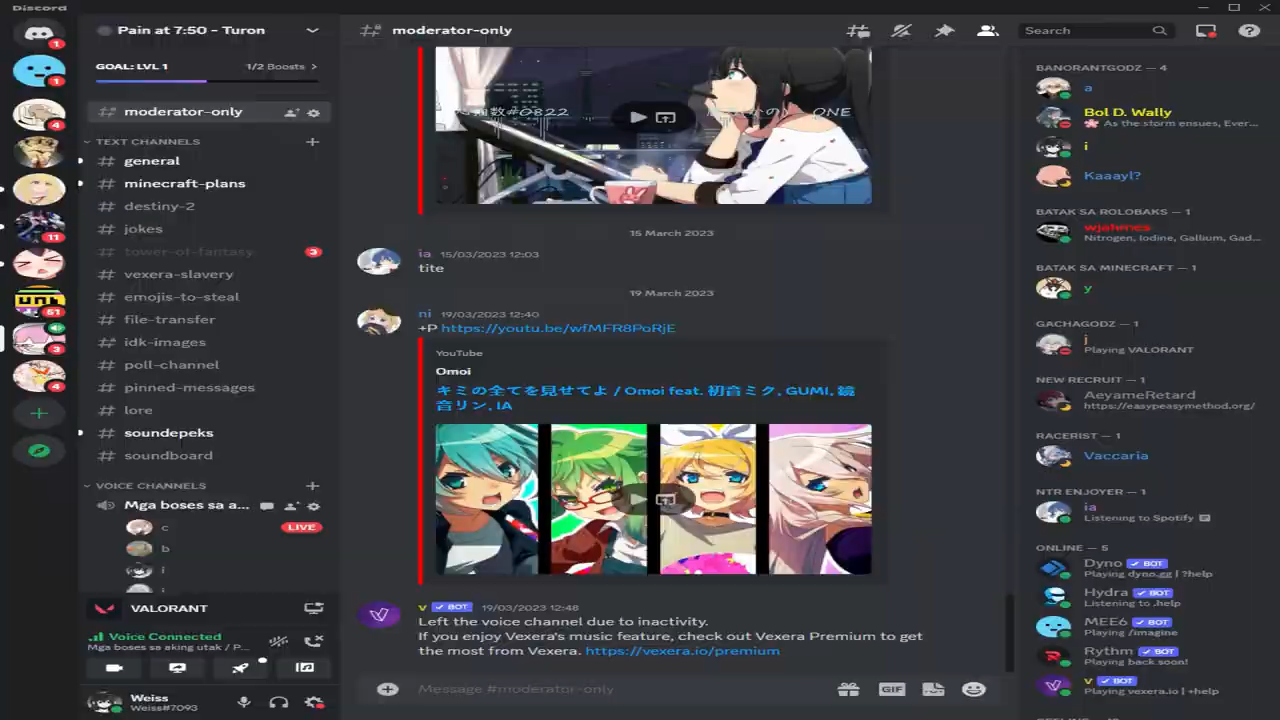 Discord
1
1
4
11
51
3
4
Pain at 7:50 - Turon
GOAL: LVL 1
1/2 Boosts
moderator-only
TEXT CHANNELS
general
minecraft-plans
destiny-2
jokes
tower-of-fantasy
3
vexera-slavery
emojis-to-steal
file-transfer
idk-images
poll-channel
pinned-messages
lore
soundepeks
soundboard
VOICE CHANNELS
Mga boses sa a...
c
LIVE
b
i
VALORANT
Voice Connected
Mga boses sa aking utak / P...
Weiss
Weiss#7093
moderator-only
Search
#0822
ONE
15 March 2023
ia 15/03/2023 12:03
tite
19 March 2023
ni 19/03/2023 12:40
+P https://youtu.be/wfMFR8PoRjE
YouTube
Omoi
キミの全てを見せてよ / Omoi feat. 初音ミク, GUMI, 鏡
音リン, IA
V BOT 19/03/2023 12:48
Left the voice channel due to inactivity.
If you enjoy Vexera's music feature, check out Vexera Premium to get
the most from Vexera. https://vexera.io/premium
Message #moderator-only
GIF
BANORANTGODZ — 4
a
Bol D. Wally
As the storm ensues, Ever...
i
Kaaayl?
BATAK SA ROLOBAKS — 1
wjahmes
Nitrogen, Iodine, Gallium, Gad...
BATAK SA MINECRAFT — 1
y
GACHAGODZ — 1
j
Playing VALORANT
NEW RECRUIT — 1
AeyameRetard
https://easypeasymethod.org/
RACERIST — 1
Vaccaria
NTR ENJOYER — 1
ia
Listening to Spotify
ONLINE — 5
Dyno BOT
Playing dyno.gg | ?help
Hydra BOT
Listening to .help
MEE6 BOT
Playing /imagine
Rythm BOT
Playing back soon!
V BOT
Playing vexera.io | +help